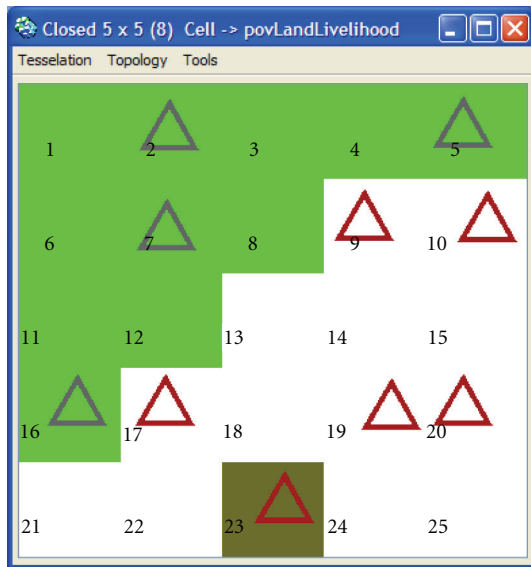 Closed 5 x 5 (8) Cell -> povLandLivelihood
Tesselation Topology Tools
1 2 3 4 5
6 7 8 9 10
11 12 13 14 15
16 17 18 19 20
21 22 23 24 25